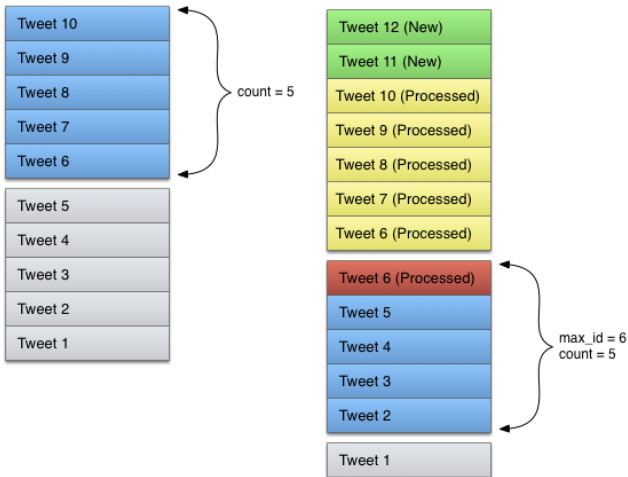 Tweet 10
Tweet 9
Tweet 8
Tweet 7
Tweet 6
count = 5
Tweet 5
Tweet 4
Tweet 3
Tweet 2
Tweet 1
Tweet 12 (New)
Tweet 11 (New)
Tweet 10 (Processed)
Tweet 9 (Processed)
Tweet 8 (Processed)
Tweet 7 (Processed)
Tweet 6 (Processed)
Tweet 6 (Processed)
Tweet 5
Tweet 4
Tweet 3
Tweet 2
max_id = 6
count = 5
Tweet 1